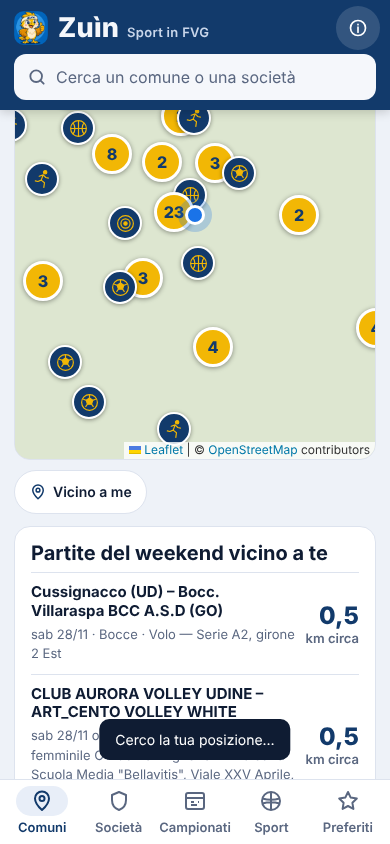 Zuìn Sport in FVG
Cerca un comune o una società
8
2
3
23
2
3
3
4
Leaflet | © OpenStreetMap contributors
Vicino a me
Partite del weekend vicino a te
Cussignacco (UD) – Bocc.
Villaraspa BCC A.S.D (GO)
sab 28/11 · Bocce · Volo — Serie A2, girone
2 Est
0,5
km circa
CLUB AURORA VOLLEY UDINE –
ART_CENTO VOLLEY WHITE
sab 28/11 o
femminile
Scuola Media "Bellavitis", Viale XXV Aprile,
0,5
km circa
Cerco la tua posizione…
Comuni Società Campionati Sport Preferiti